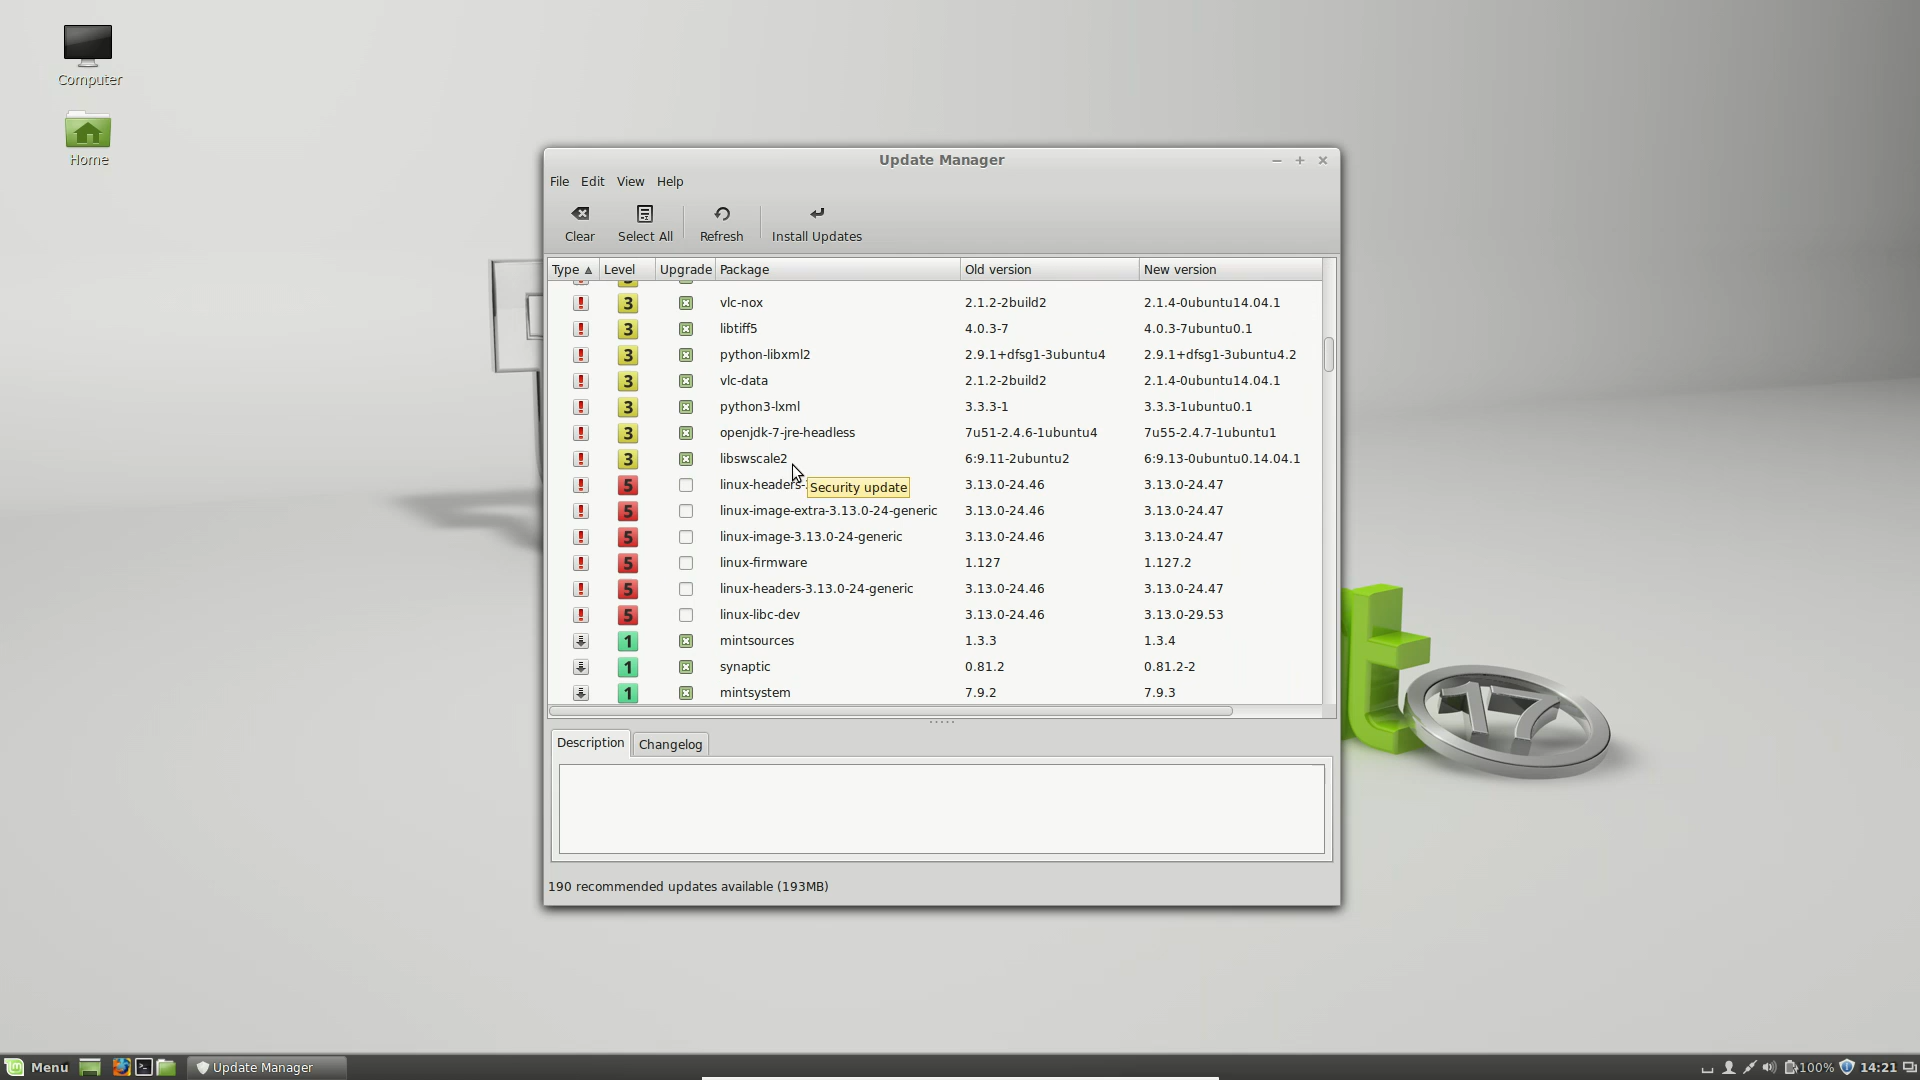 Computer
Home
Update Manager
File Edit View Help
Clear Select All Refresh Install Updates
Type Level Upgrade Package Old version New version
3 vlc-nox 2.1.2-2build2 2.1.4-0ubuntu14.04.1
3 libtiff5 4.0.3-7 4.0.3-7ubuntu0.1
3 python-libxml2 2.9.1+dfsg1-3ubuntu4 2.9.1+dfsg1-3ubuntu4.2
3 vlc-data 2.1.2-2build2 2.1.4-0ubuntu14.04.1
3 python3-lxml 3.3.3-1 3.3.3-1ubuntu0.1
3 openjdk-7-jre-headless 7u51-2.4.6-1ubuntu4 7u55-2.4.7-1ubuntu1
3 libswscale2 6:9.11-2ubuntu2 6:9.13-0ubuntu0.14.04.1
5 linux-headers- Security update 3.13.0-24.46 3.13.0-24.47
5 linux-image-extra-3.13.0-24-generic 3.13.0-24.46 3.13.0-24.47
5 linux-image-3.13.0-24-generic 3.13.0-24.46 3.13.0-24.47
5 linux-firmware 1.127 1.127.2
5 linux-headers-3.13.0-24-generic 3.13.0-24.46 3.13.0-24.47
5 linux-libc-dev 3.13.0-24.46 3.13.0-29.53
1 mintsources 1.3.3 1.3.4
1 synaptic 0.81.2 0.81.2-2
1 mintsystem 7.9.2 7.9.3
t 17
Description Changelog
190 recommended updates available (193MB)
Menu Update Manager 100% 14:21